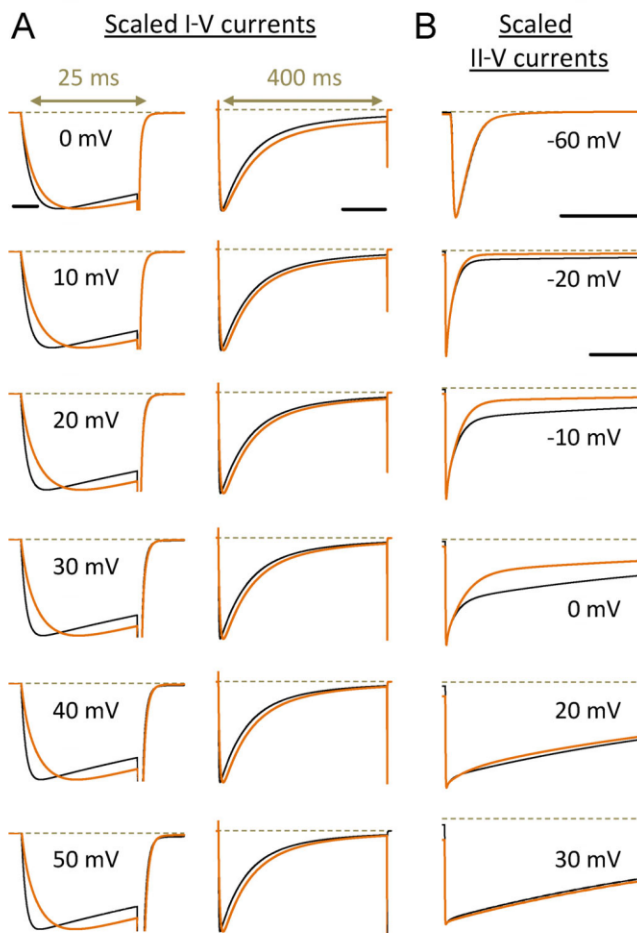 A
Scaled I-V currents
B
Scaled
II-V currents
25 ms
400 ms
0 mV
-60 mV
10 mV
-20 mV
20 mV
-10 mV
30 mV
0 mV
40 mV
20 mV
50 mV
30 mV